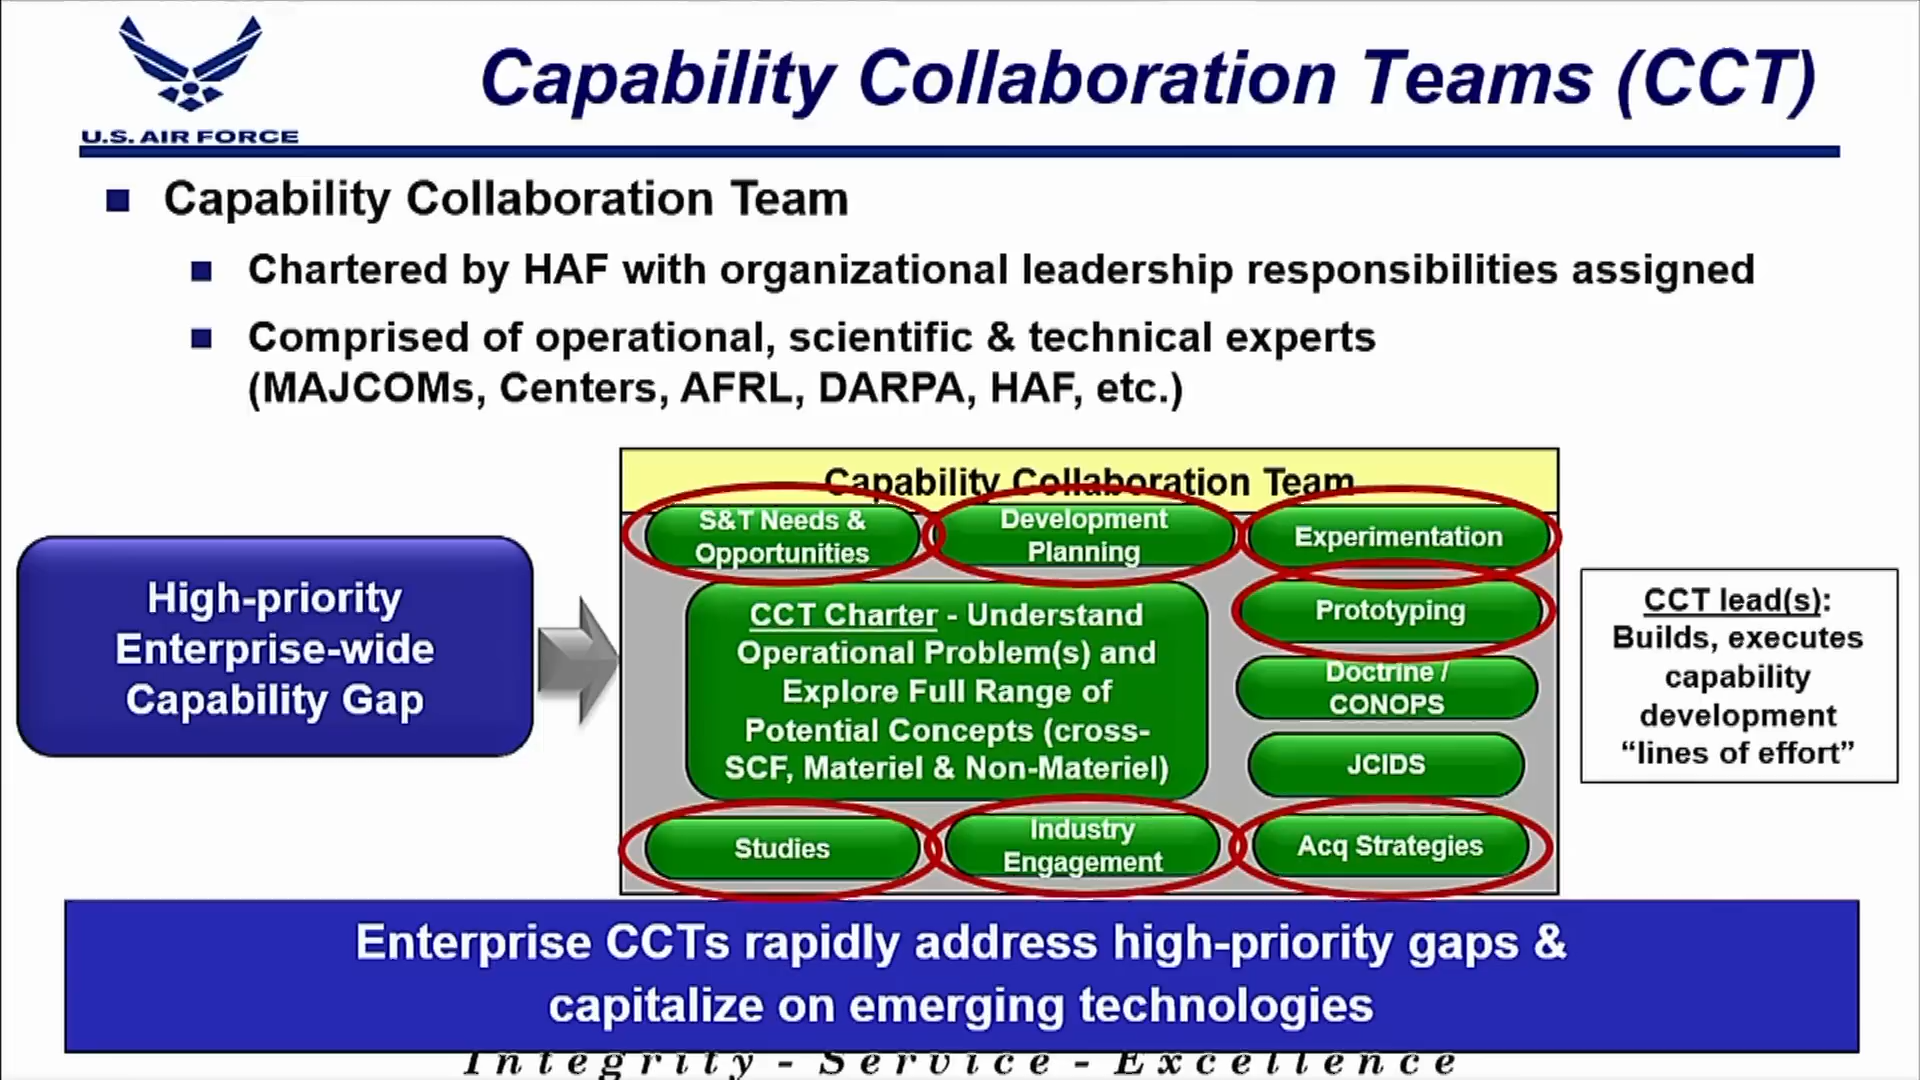 Capability Collaboration Teams (CCT)
U.S. AIR FORCE
Capability Collaboration Team
Chartered by HAF with organizational leadership responsibilities assigned
Comprised of operational, scientific & technical experts
(MAJCOMs, Centers, AFRL, DARPA, HAF, etc.)
High-priority
Enterprise-wide
Capability Gap
Capability Collaboration Team
S&T Needs &
Opportunities
Development
Planning
Experimentation
CCT Charter - Understand
Operational Problem(s) and
Explore Full Range of
Potential Concepts (cross-
SCF, Materiel & Non-Materiel)
Prototyping
Doctrine /
CONOPS
JCIDS
Studies
Industry
Engagement
Acq Strategies
CCT lead(s):
Builds, executes
capability
development
“lines of effort”
Enterprise CCTs rapidly address high-priority gaps &
capitalize on emerging technologies
Integrity - Service - Excellence